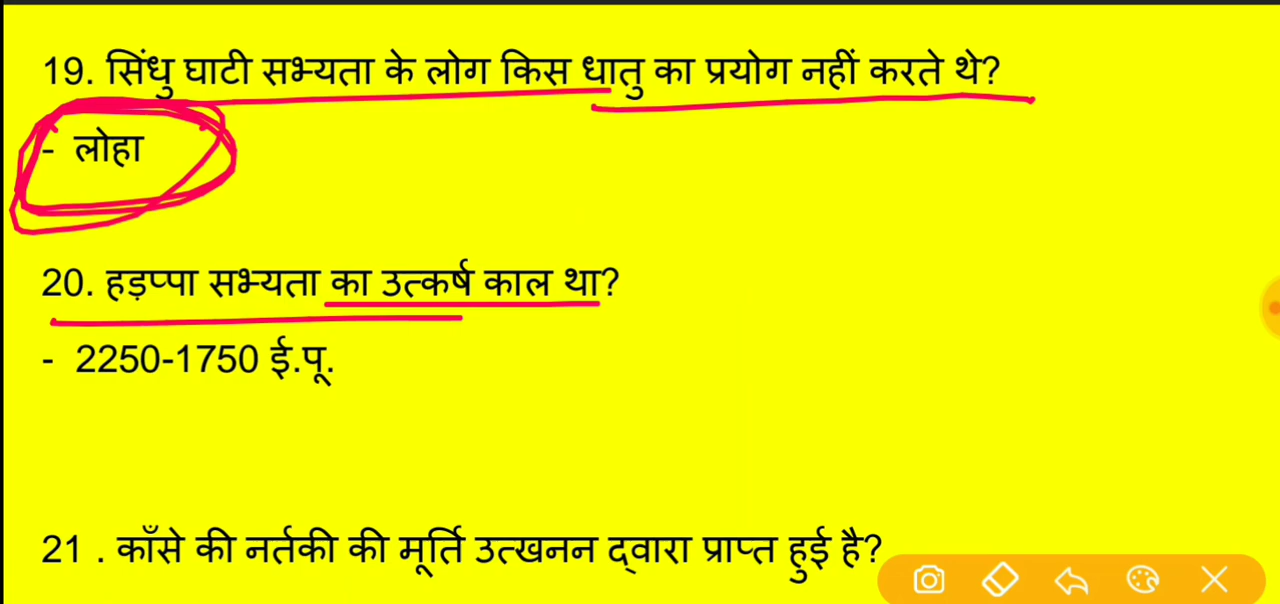 19. सिंधु घाटी सभ्यता के लोग किस धातु का प्रयोग नहीं करते थे?
- लोहा
20. हड़प्पा सभ्यता का उत्कर्ष काल था?
- 2250-1750 ई.पू.
21 . काँसे की नर्तकी की मूर्ति उत्खनन द्वारा प्राप्त हुई है?